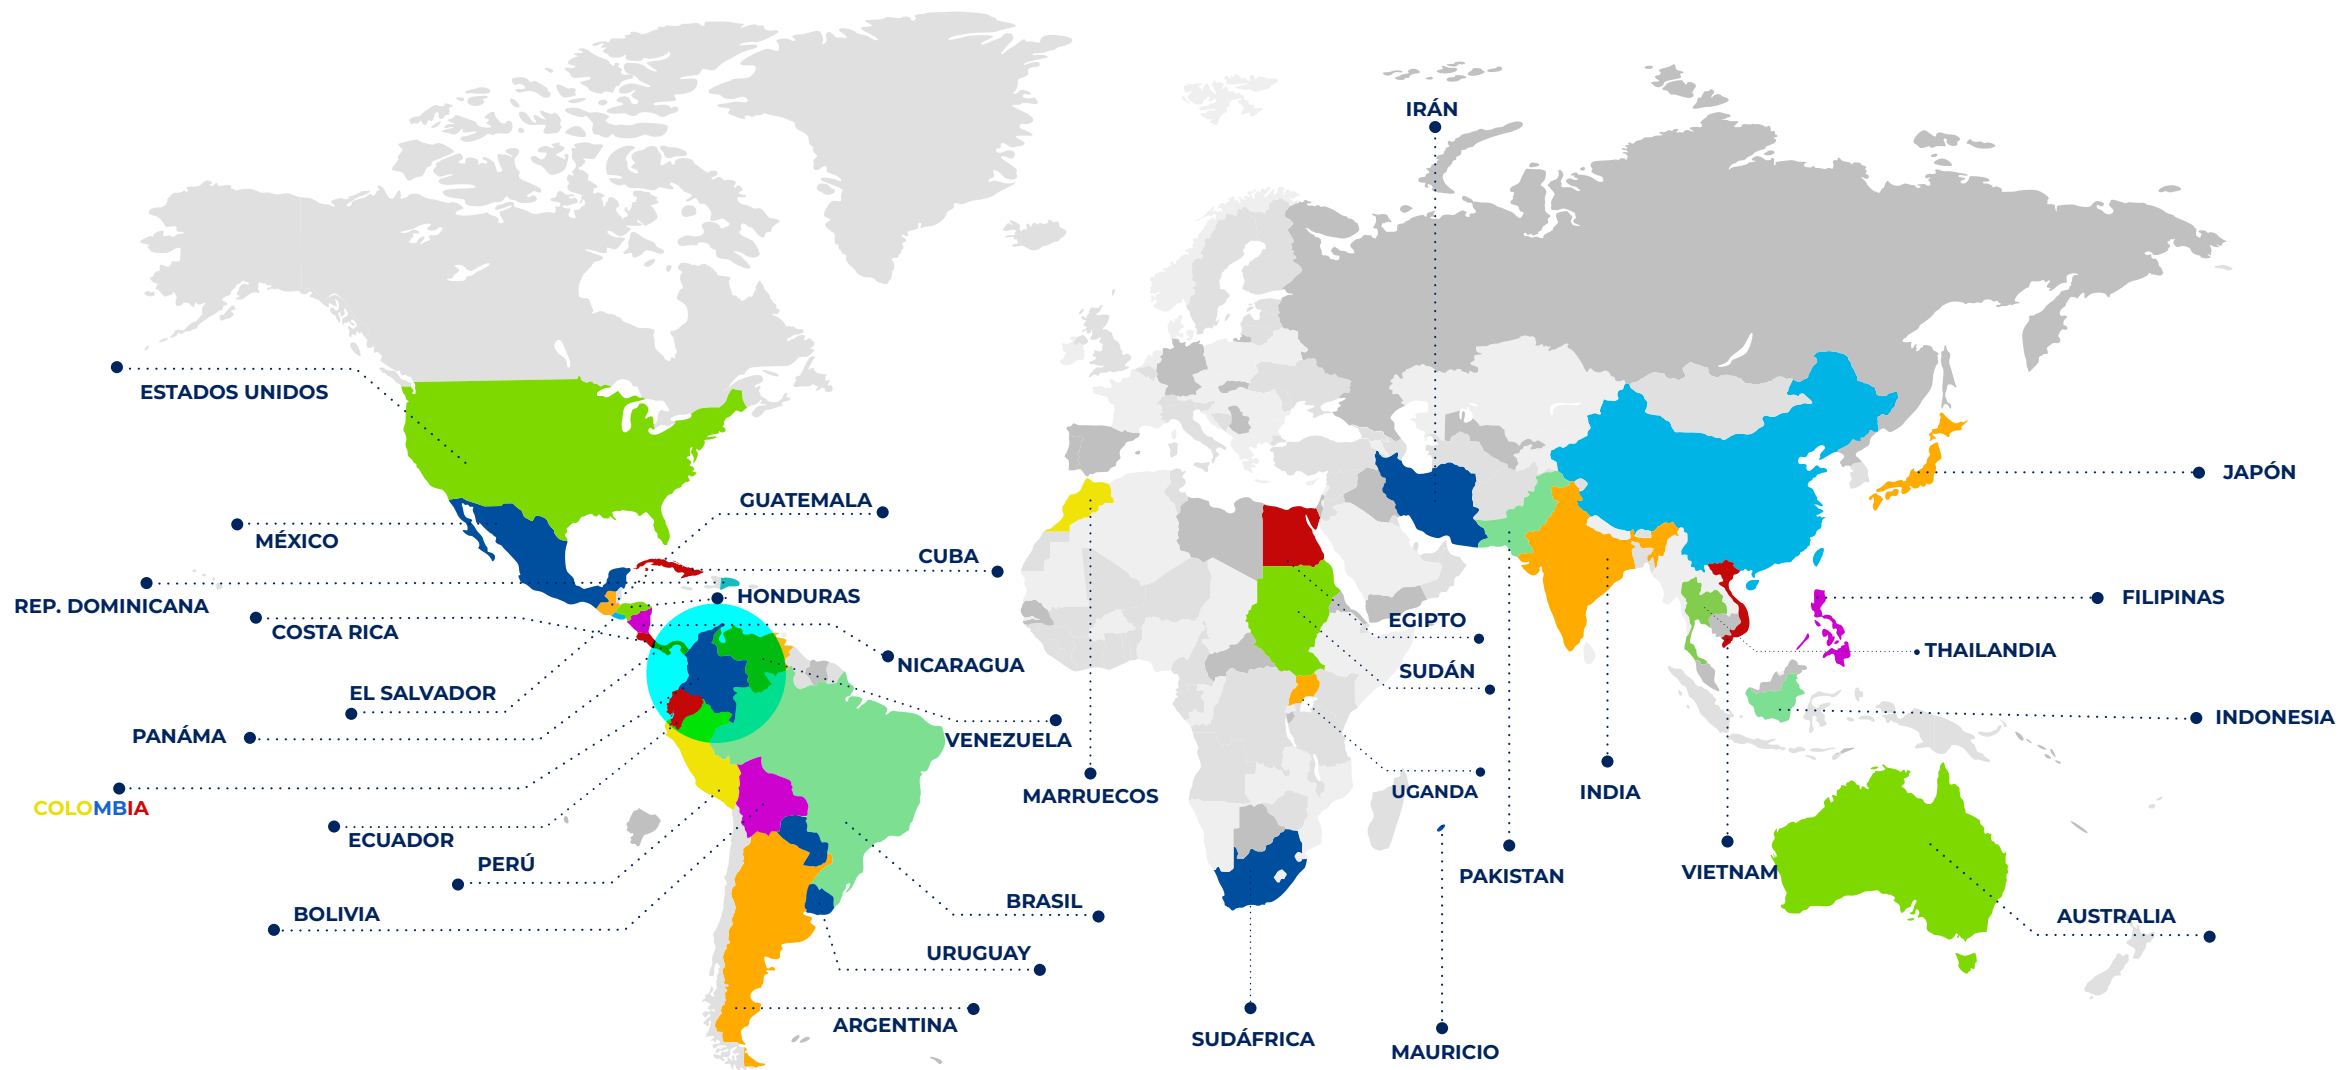 IRÁN
ESTADOS UNIDOS
JAPÓN
GUATEMALA
MÉXICO
CUBA
HONDURAS
REP. DOMINICANA
FILIPINAS
EGIPTO
COSTA RICA
THAILANDIA
NICARAGUA
SUDÁN
EL SALVADOR
INDONESIA
PANÁMA
VENEZUELA
UGANDA
INDIA
MARRUECOS
COLOMBIA
ECUADOR
PERÚ
VIETNAM
PAKISTAN
BRASIL
BOLIVIA
AUSTRALIA
URUGUAY
ARGENTINA
SUDÁFRICA
MAURICIO